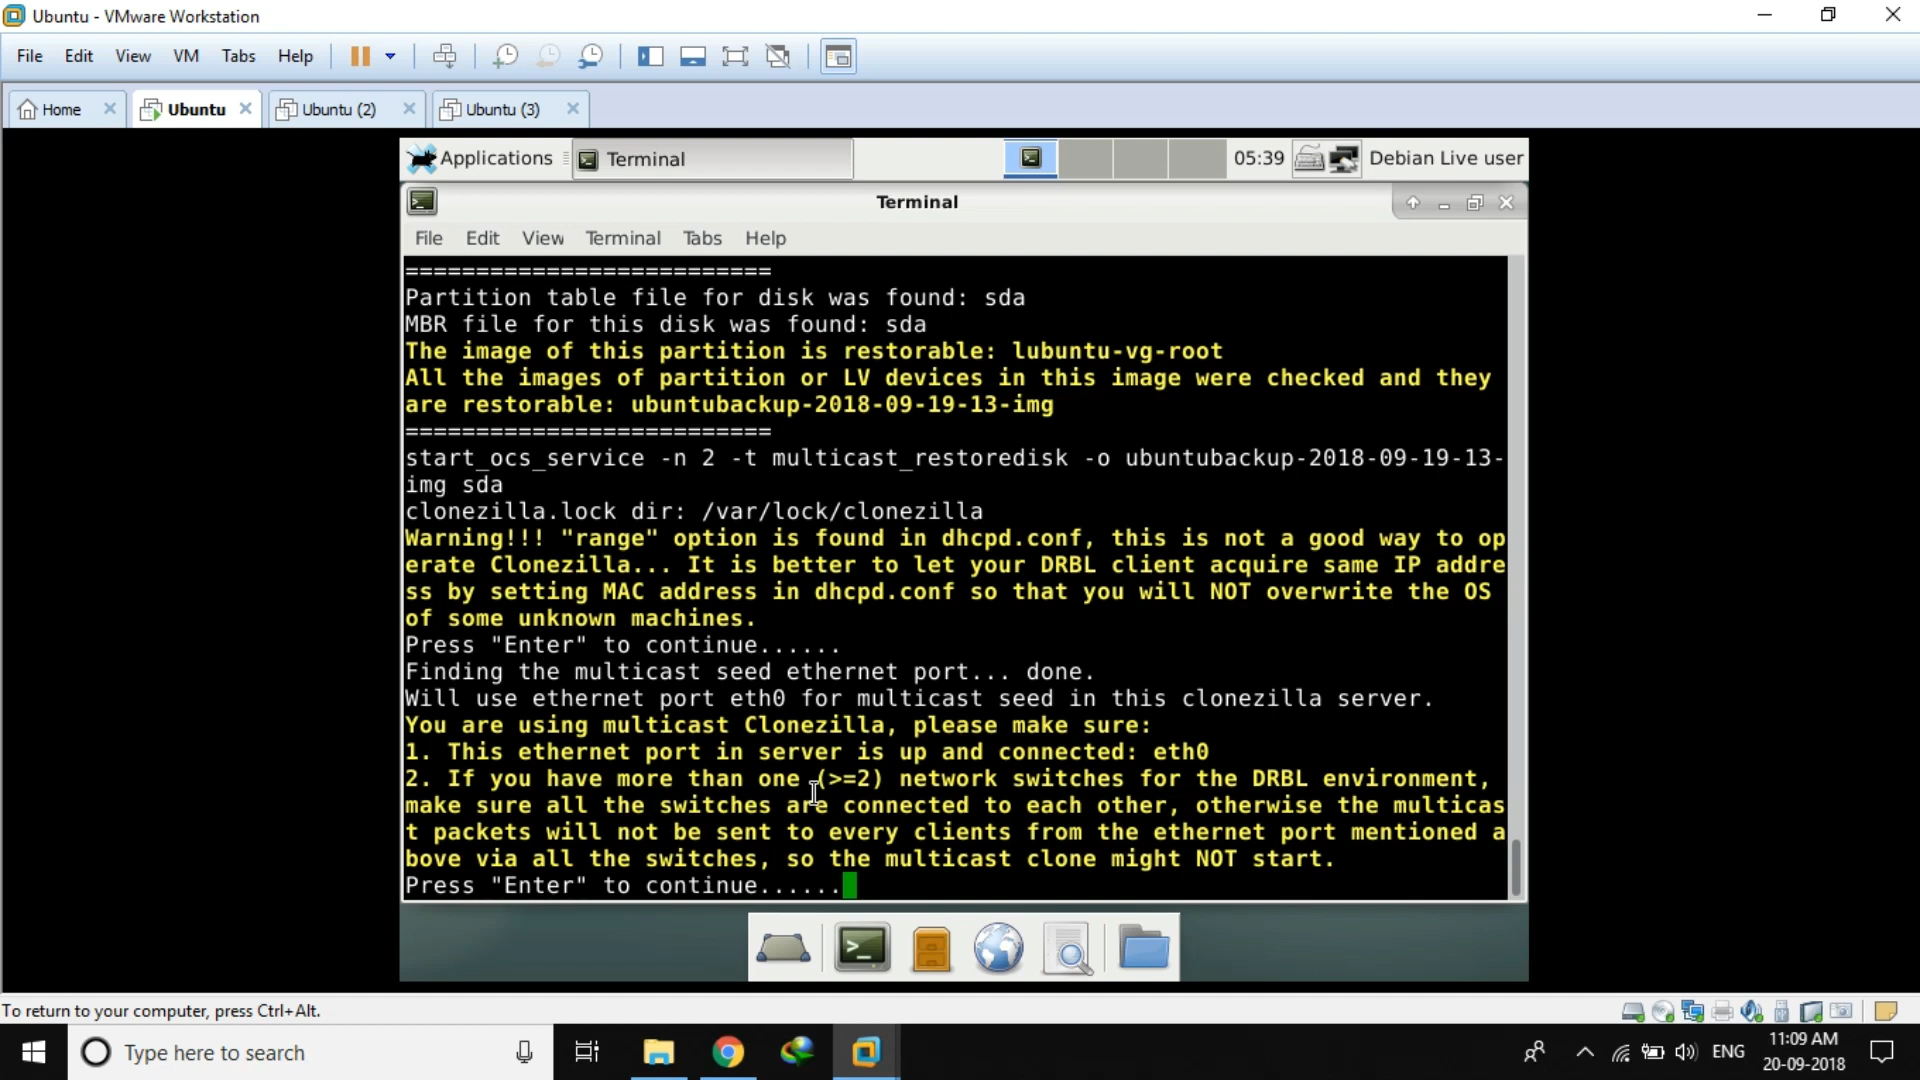 Ubuntu - VMware Workstation
File Edit View VM Tabs Help
Home Ubuntu Ubuntu (2) Ubuntu (3)
Applications Terminal 05:39 Debian Live user
Terminal
File Edit View Terminal Tabs Help
==========================
Partition table file for disk was found: sda
MBR file for this disk was found: sda
The image of this partition is restorable: lubuntu-vg-root
All the images of partition or LV devices in this image were checked and they
are restorable: ubuntubackup-2018-09-19-13-img
==========================
start_ocs_service -n 2 -t multicast_restoredisk -o ubuntubackup-2018-09-19-13-
img sda
clonezilla.lock dir: /var/lock/clonezilla
Warning!!! "range" option is found in dhcpd.conf, this is not a good way to op
erate Clonezilla... It is better to let your DRBL client acquire same IP addre
ss by setting MAC address in dhcpd.conf so that you will NOT overwrite the OS
of some unknown machines.
Press "Enter" to continue......
Finding the multicast seed ethernet port... done.
Will use ethernet port eth0 for multicast seed in this clonezilla server.
You are using multicast Clonezilla, please make sure:
1. This ethernet port in server is up and connected: eth0
2. If you have more than one (>=2) network switches for the DRBL environment,
make sure all the switches are connected to each other, otherwise the multicas
t packets will not be sent to every clients from the ethernet port mentioned a
bove via all the switches, so the multicast clone might NOT start.
Press "Enter" to continue......
To return to your computer, press Ctrl+Alt.
Type here to search
ENG
11:09 AM
20-09-2018